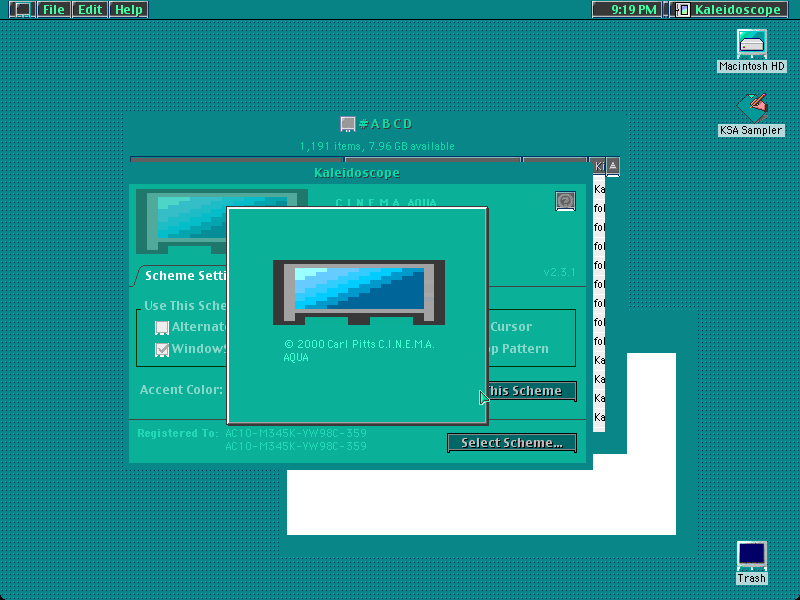 File Edit Help
9:19 PM Kaleidoscope
Macintosh HD
KSA Sampler
#ABCD
1,191 items, 7.96 GB available
Kaleidoscope
C.I.N.E.M.A. AQUA
v2.3.1
Scheme Setti
Use This Sche
Alternat
Cursor
Window
p Pattern
© 2000 Carl Pitts C.I.N.E.M.A.
AQUA
Accent Color:
his Scheme
Registered To: AC1O-M345K-YW98C-359
AC1O-M345K-YW98C-359
Select Scheme...
Ki
Ka
fol
fol
fol
fol
fol
fol
fol
fol
Ka
Ka
Ka
Ka
Trash